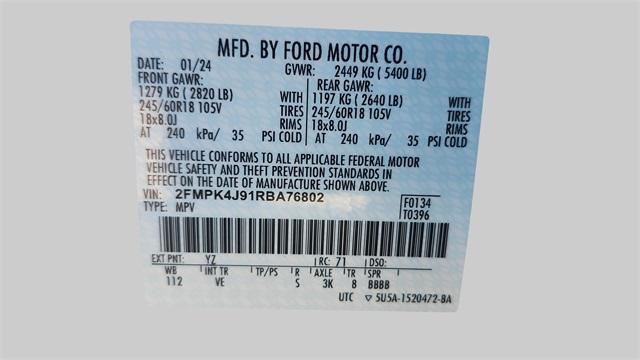 MFD. BY FORD MOTOR CO.
DATE: 01/24 GVWR: 2449 KG ( 5400 LB)
FRONT GAWR: REAR GAWR:
1279 KG ( 2820 LB) WITH 1197 KG ( 2640 LB) WITH
245/60R18 105V TIRES 245/60R18 105V TIRES
18x8.0J RIMS 18x8.0J RIMS
AT 240 kPa/ 35 PSI COLD AT 240 kPa/ 35 PSI COLD
THIS VEHICLE CONFORMS TO ALL APPLICABLE FEDERAL MOTOR
VEHICLE SAFETY AND THEFT PREVENTION STANDARDS IN
EFFECT ON THE DATE OF MANUFACTURE SHOWN ABOVE.
VIN: 2FMPK4J91RBA76802 F0134
TYPE: MPV T0396
EXT PNT: YZ RC: 71 DSO:
WB INT TR TP/PS R AXLE TR SPR
112 VE S 3K 8 BBBB
UTC ▽ 5U5A-1520472-BA